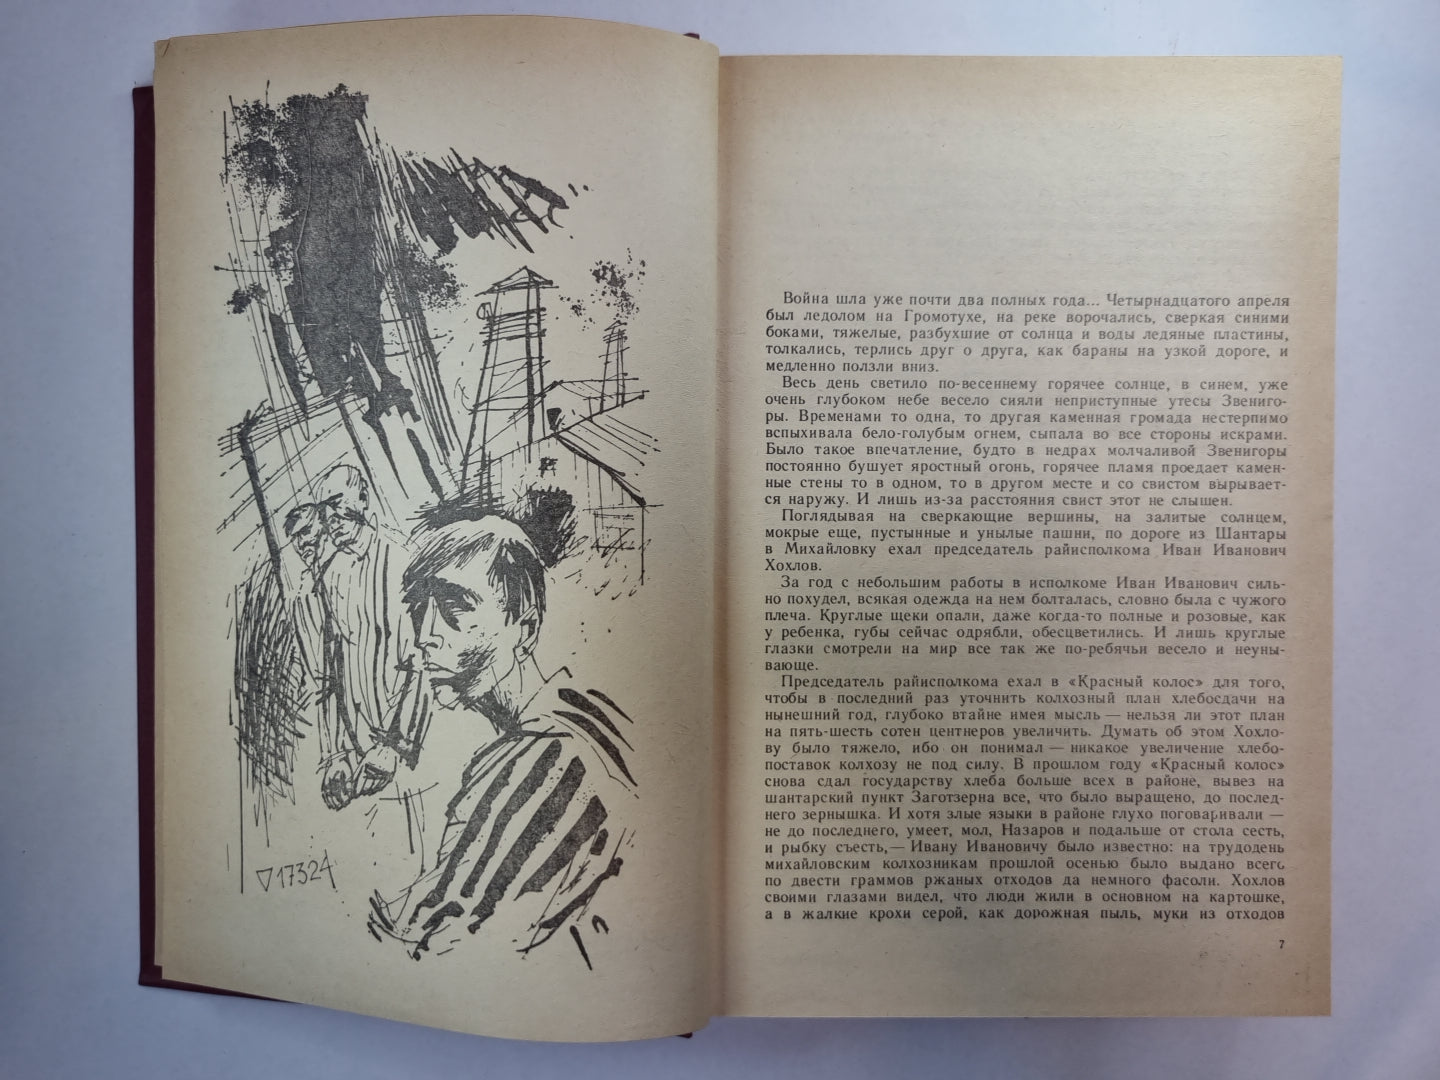 ▽17324
Война шла уже почти два полных года... Четырнадцатого апреля
был ледолом на Громотухе, на реке ворочались, сверкая синими
боками, тяжелые, разбухшие от солнца и воды ледяные пластины,
толкались, терлись друг о друга, как бараны на узкой дороге, и
медленно ползли вниз.
Весь день светило по-весеннему горячее солнце, в синем, уже
очень глубоком небе весело сияли неприступные утесы Звениго-
ры. Временами то одна, то другая каменная громада нестерпимо
вспыхивала бело-голубым огнем, сыпала во все стороны искрами.
Было такое впечатление, будто в недрах молчаливой Звенигоры
постоянно бушует яростный огонь, горячее пламя проедает камен-
ные стены то в одном, то в другом месте и со свистом вырывает-
ся наружу. И лишь из-за расстояния свист этот не слышен.
Поглядывая на сверкающие вершины, на залитые солнцем,
мокрые еще, пустынные и унылые пашни, по дороге из Шантары
в Михайловку ехал председатель райисполкома Иван Иванович
Хохлов.
За год с небольшим работы в исполкоме Иван Иванович силь-
но похудел, всякая одежда на нем болталась, словно была с чужого
плеча. Круглые щеки опали, даже когда-то полные и розовые, как
у ребенка, губы сейчас одрябли, обесцветились. И лишь круглые
глазки смотрели на мир все так же по-ребячьи весело и неуны-
вающе.
Председатель райисполкома ехал в «Красный колос» для того,
чтобы в последний раз уточнить колхозный план хлебосдачи на
нынешний год, глубоко втайне имея мысль — нельзя ли этот план
на пять-шесть сотен центнеров увеличить. Думать об этом Хохло-
ву было тяжело, ибо он понимал — никакое увеличение хлебо-
поставок колхозу не под силу. В прошлом году «Красный колос»
снова сдал государству хлеба больше всех в районе, вывез на
шантарский пункт Заготзерна все, что было выращено, до послед-
него зернышка. И хотя злые языки в районе глухо поговаривали —
не до последнего, умеет, мол, Назаров и подальше от стола сесть,
и рыбку съесть,— Ивану Ивановичу было известно: на трудодень
михайловским колхозникам прошлой осенью было выдано всего
по двести граммов ржаных отходов да немного фасоли. Хохлов
своими глазами видел, что люди жили в основном на картошке,
а в жалкие крохи серой, как дорожная пыль, муки из отходов
7